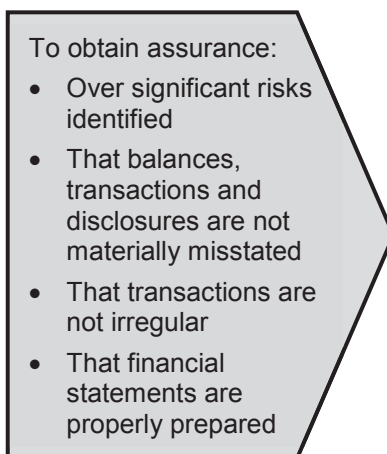 To obtain assurance:
• Over significant risks
identified
• That balances,
transactions and
disclosures are not
materially misstated
• That transactions are
not irregular
• That financial
statements are
properly prepared